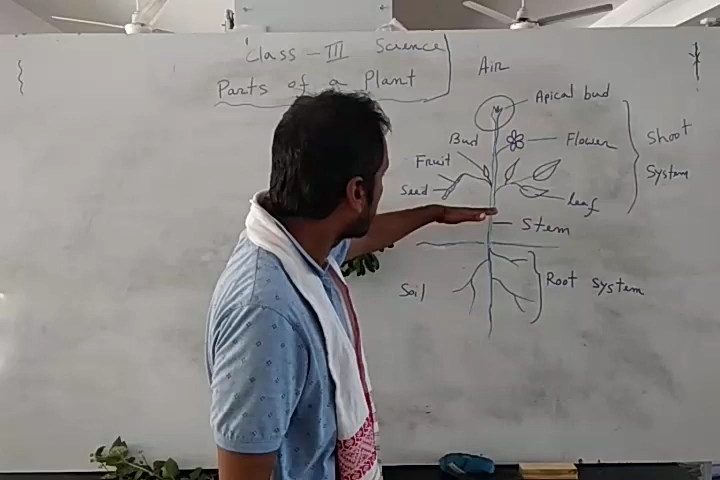 Class - III Science
Parts of a Plant
Air
Apical bud
Bud
Flower
Shoot
System
Fruit
Seed
leaf
Stem
Root system
Soil